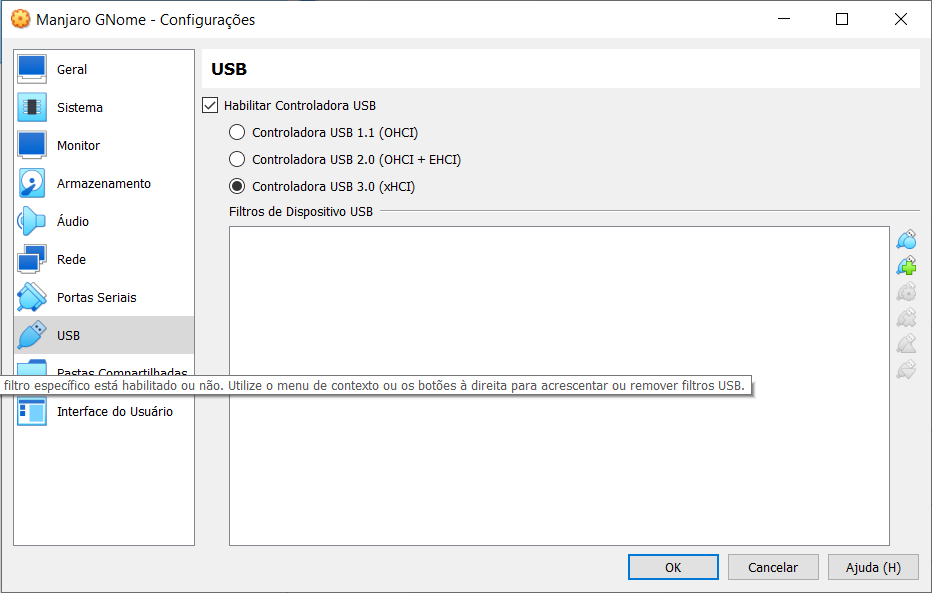 Manjaro GNome - Configurações
Geral
Sistema
Monitor
Armazenamento
Áudio
Rede
Portas Seriais
USB
Pastas Compartilhadas
Interface do Usuário
USB
Habilitar Controladora USB
Controladora USB 1.1 (OHCI)
Controladora USB 2.0 (OHCI + EHCI)
Controladora USB 3.0 (xHCI)
Filtros de Dispositivo USB
filtro específico está habilitado ou não. Utilize o menu de contexto ou os botões à direita para acrescentar ou remover filtros USB.
OK
Cancelar
Ajuda (H)